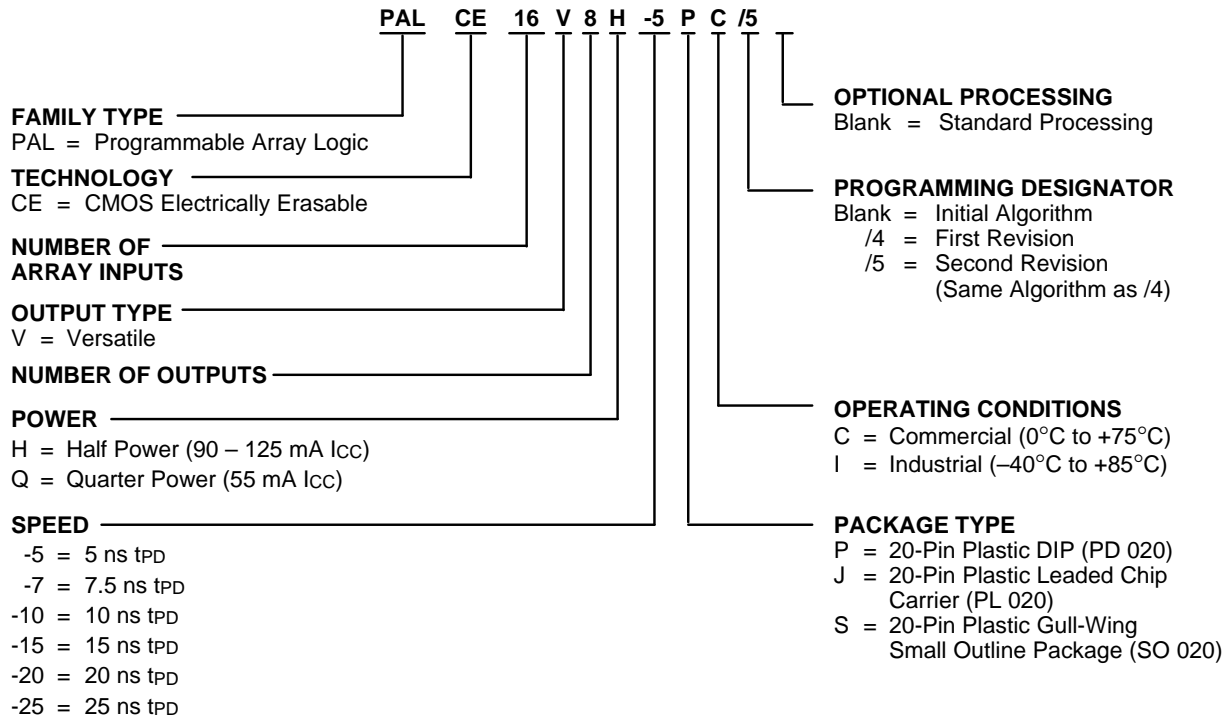 PAL CE 16 V 8 H -5 P C /5
FAMILY TYPE
PAL = Programmable Array Logic
TECHNOLOGY
CE = CMOS Electrically Erasable
NUMBER OF
ARRAY INPUTS
OUTPUT TYPE
V = Versatile
NUMBER OF OUTPUTS
POWER
H = Half Power (90 – 125 mA ICC)
Q = Quarter Power (55 mA ICC)
SPEED
-5 = 5 ns tPD
-7 = 7.5 ns tPD
-10 = 10 ns tPD
-15 = 15 ns tPD
-20 = 20 ns tPD
-25 = 25 ns tPD
OPTIONAL PROCESSING
Blank = Standard Processing
PROGRAMMING DESIGNATOR
Blank = Initial Algorithm
/4 = First Revision
/5 = Second Revision
(Same Algorithm as /4)
OPERATING CONDITIONS
C = Commercial (0°C to +75°C)
I = Industrial (–40°C to +85°C)
PACKAGE TYPE
P = 20-Pin Plastic DIP (PD 020)
J = 20-Pin Plastic Leaded Chip
Carrier (PL 020)
S = 20-Pin Plastic Gull-Wing
Small Outline Package (SO 020)